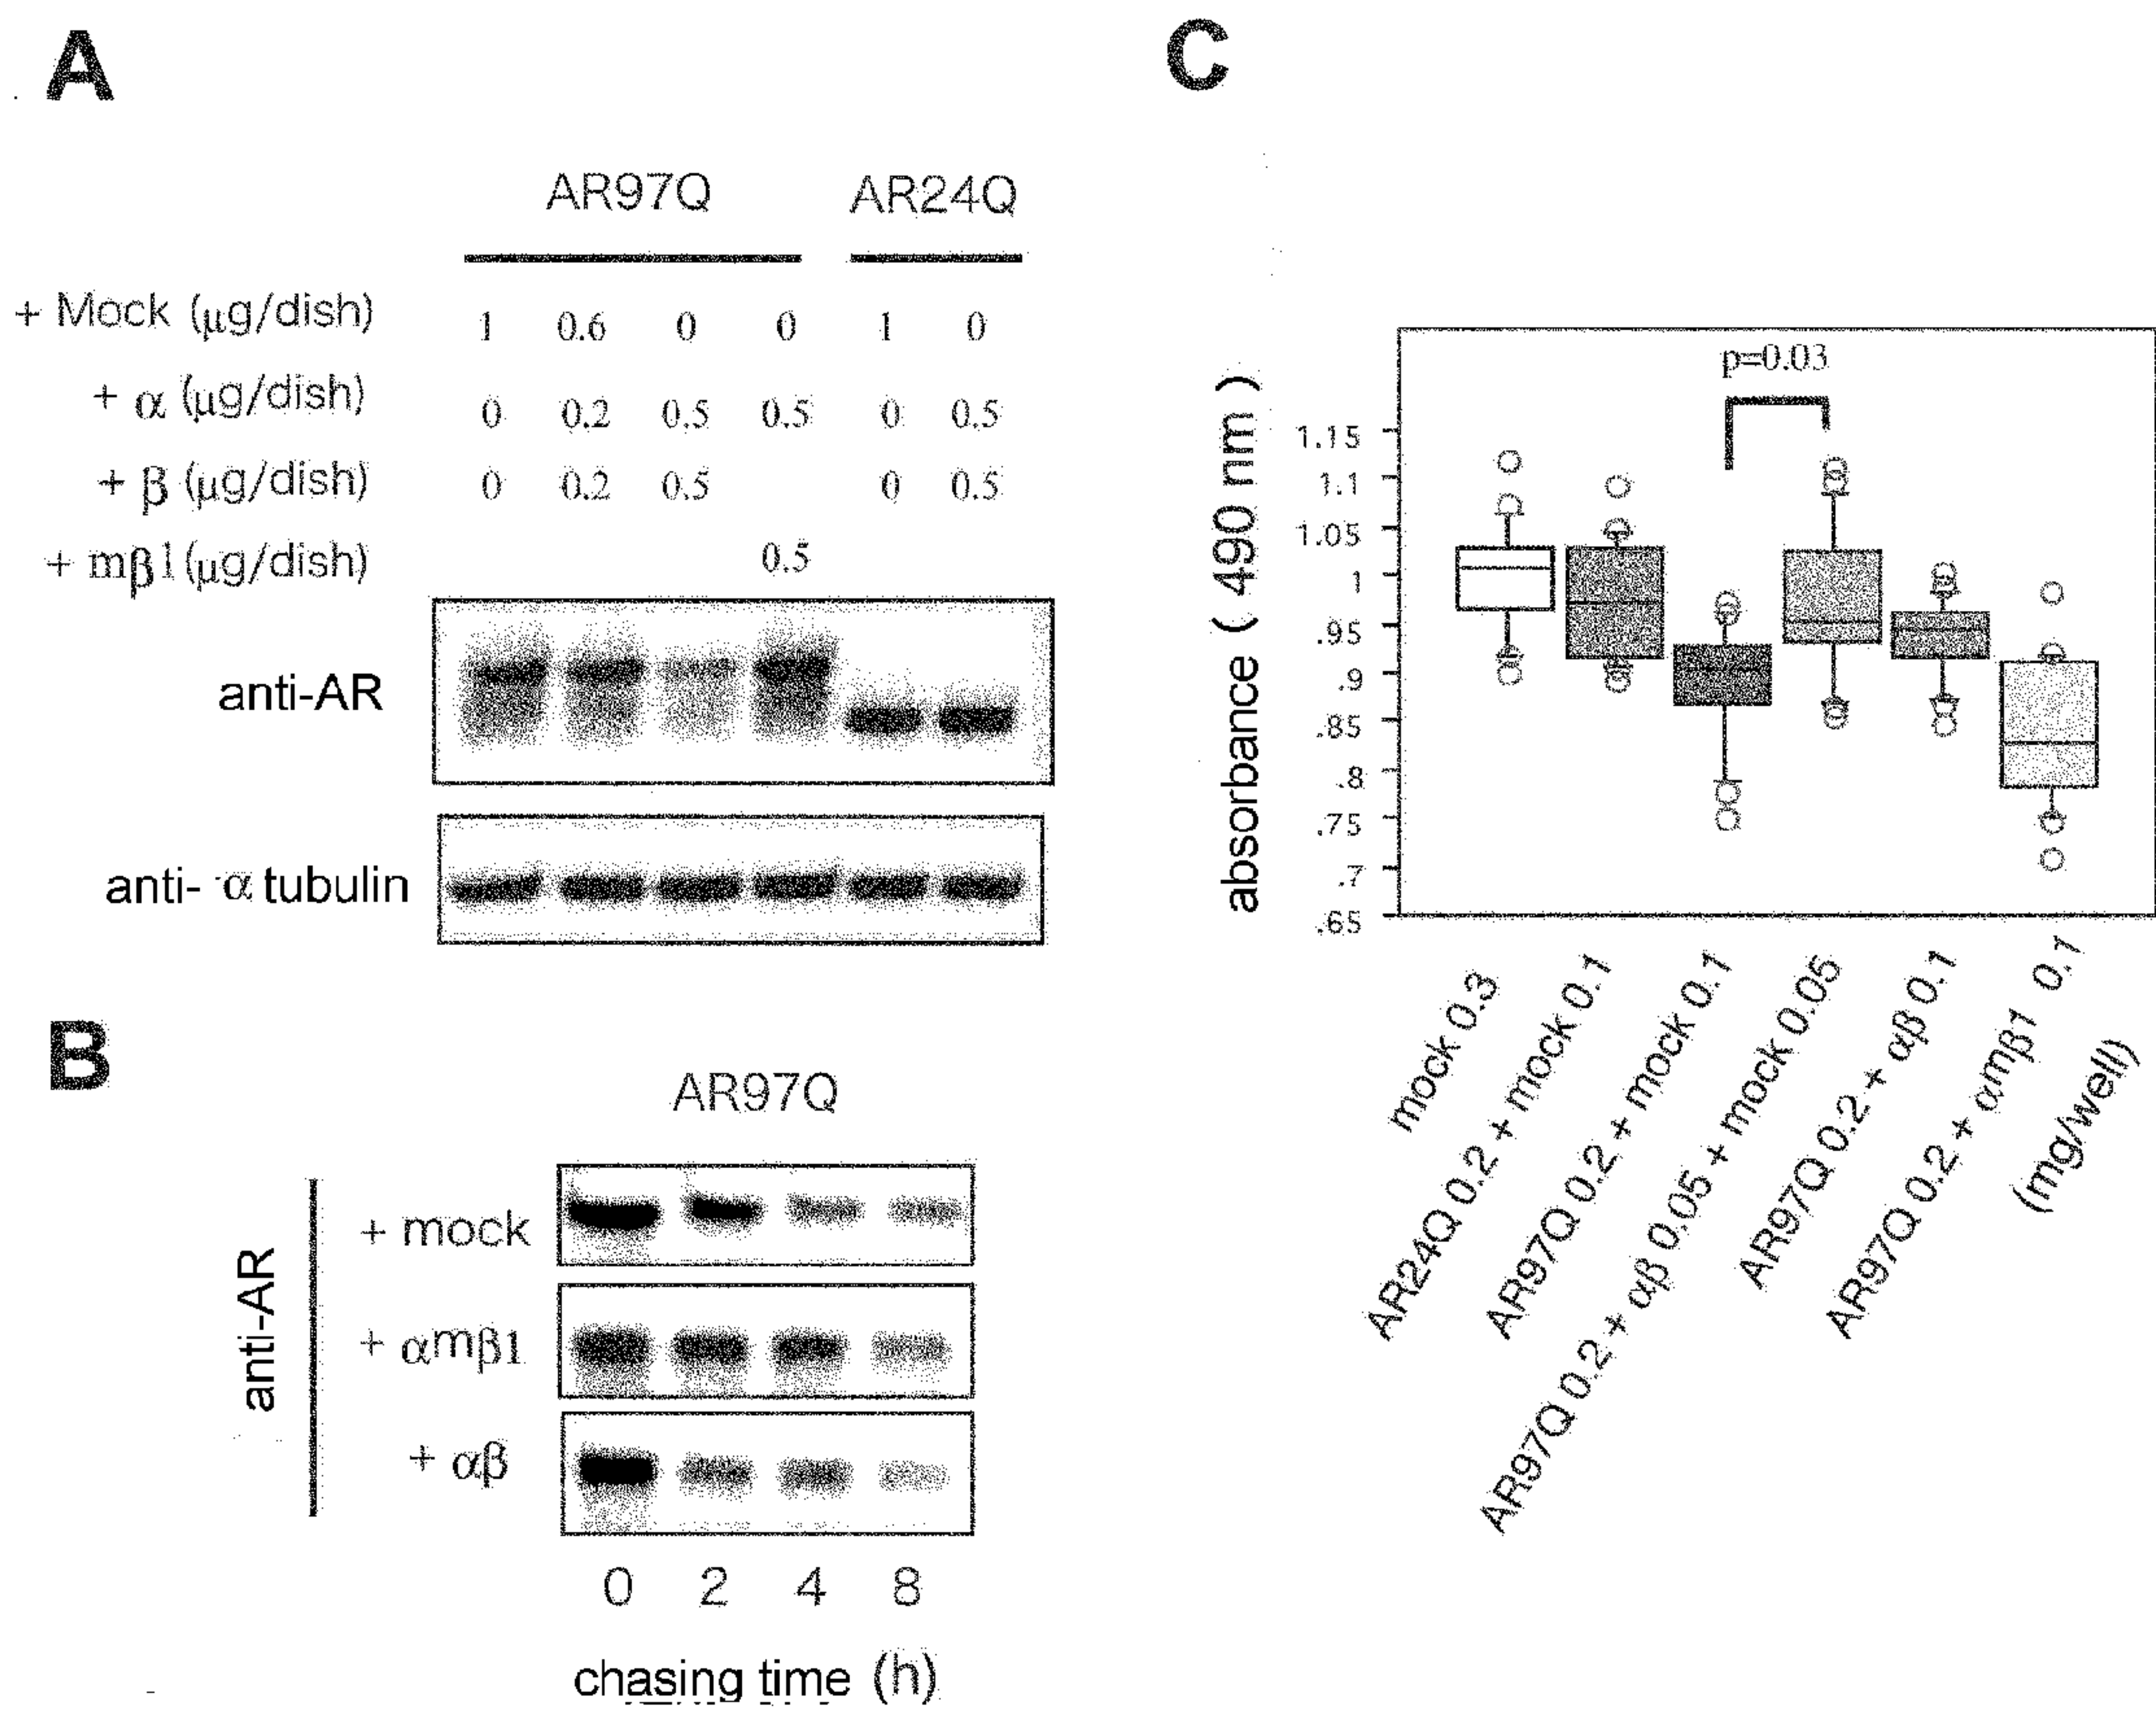 A
AR97Q AR24Q
+ Mock (μg/dish) 1 0.6 0 0 1 0
+ α (μg/dish) 0 0.2 0.5 0.5 0 0.5
+ β (μg/dish) 0 0.2 0.5 0 0.5
+ mβ1(μg/dish) 0.5
anti-AR
anti- α tubulin
B
AR97Q
anti-AR
+ mock
+ αmβ1
+ αβ
0 2 4 8
chasing time (h)
C
p=0.03
absorbance ( 490 nm )
1.15
1.1
1.05
1
.95
.9
.85
.8
.75
.7
.65
mock 0.3
AR24Q 0.2 + mock 0.1
AR97Q 0.2 + mock 0.1
AR97Q 0.2 + αβ 0.05 + mock 0.05
AR97Q 0.2 + αβ 0.1
AR97Q 0.2 + αmβ1 0.1
(mg/well)